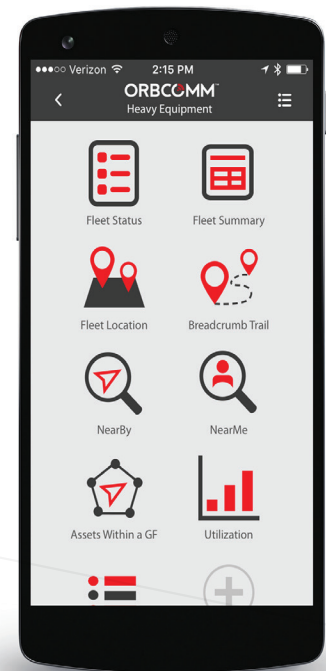 Verizon 2:15 PM
ORBCOMM™
Heavy Equipment
Fleet Status Fleet Summary
Fleet Location Breadcrumb Trail
NearBy NearMe
Assets Within a GF Utilization